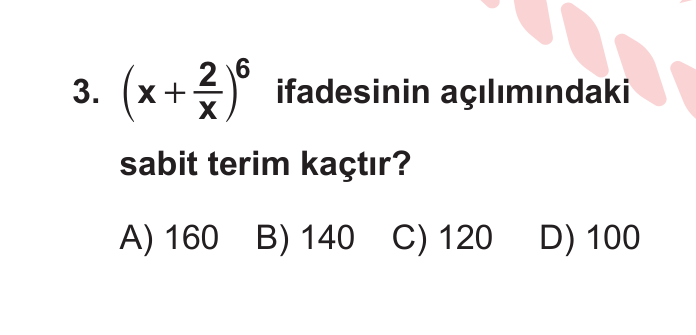 3. (x + 2/x)^6 ifadesinin açılımındaki
sabit terim kaçtır?
A) 160 B) 140 C) 120 D) 100